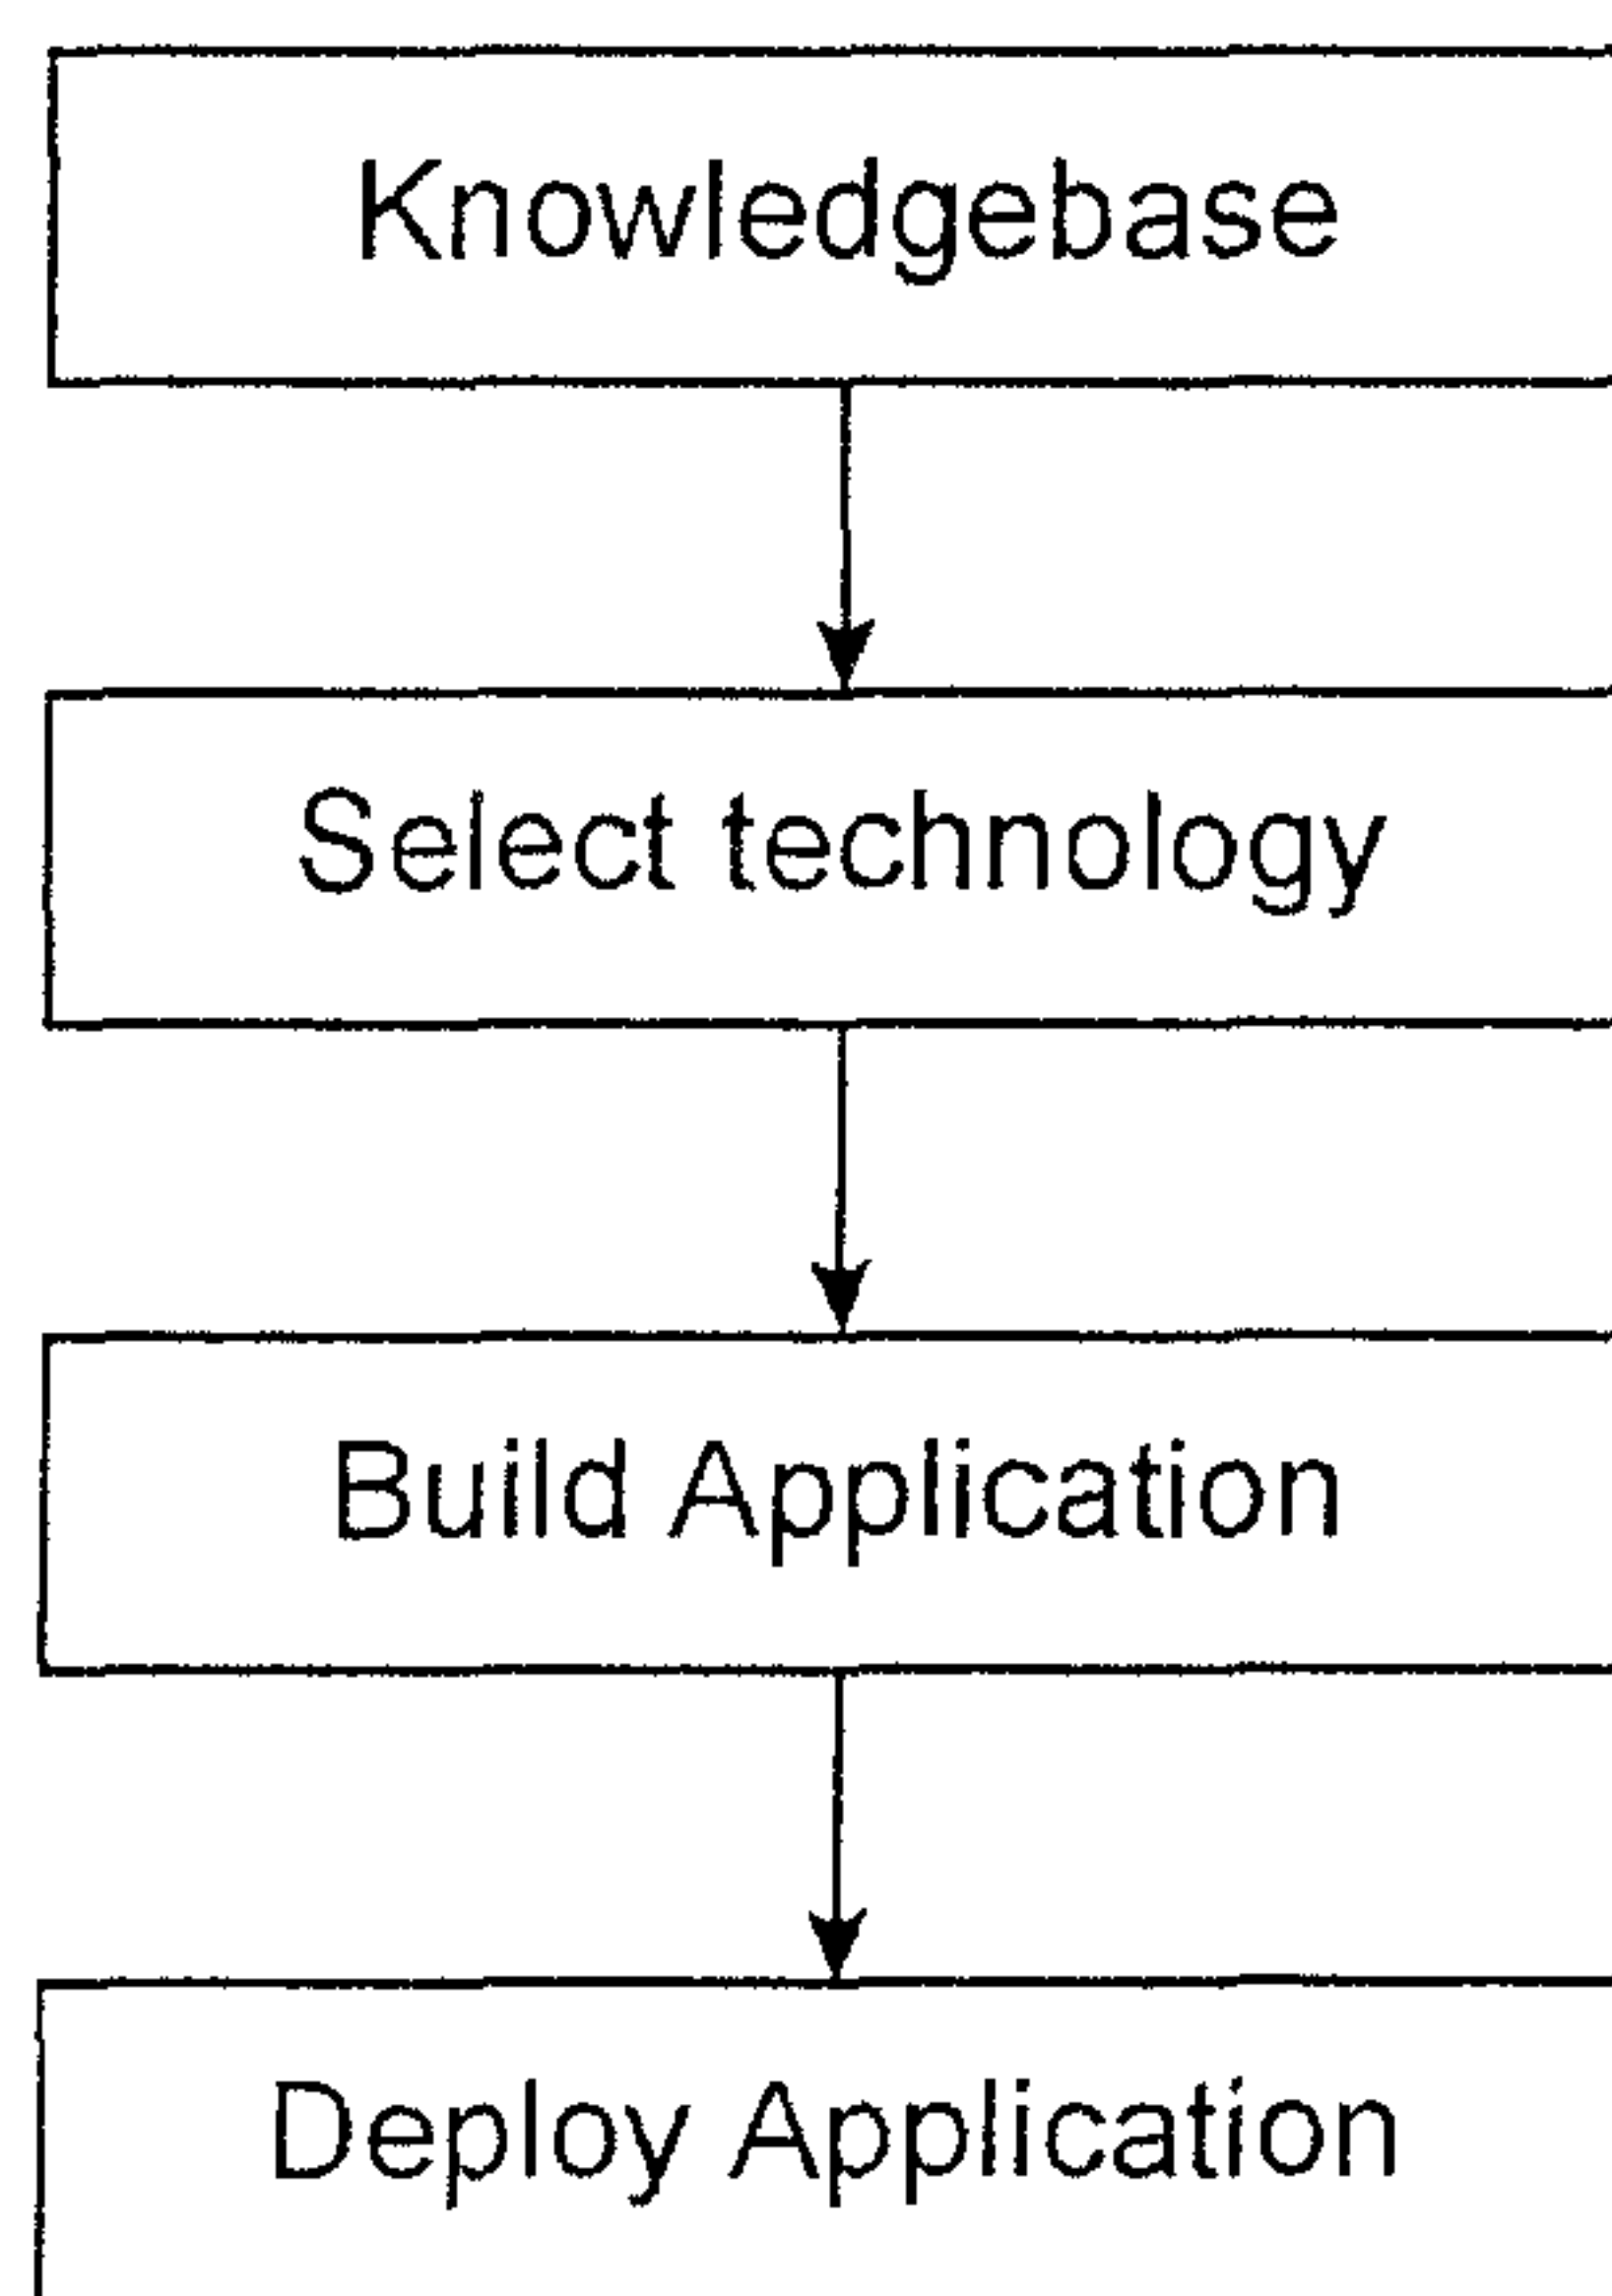 Knowledgebase
Select technology
Build Application
Deploy Application